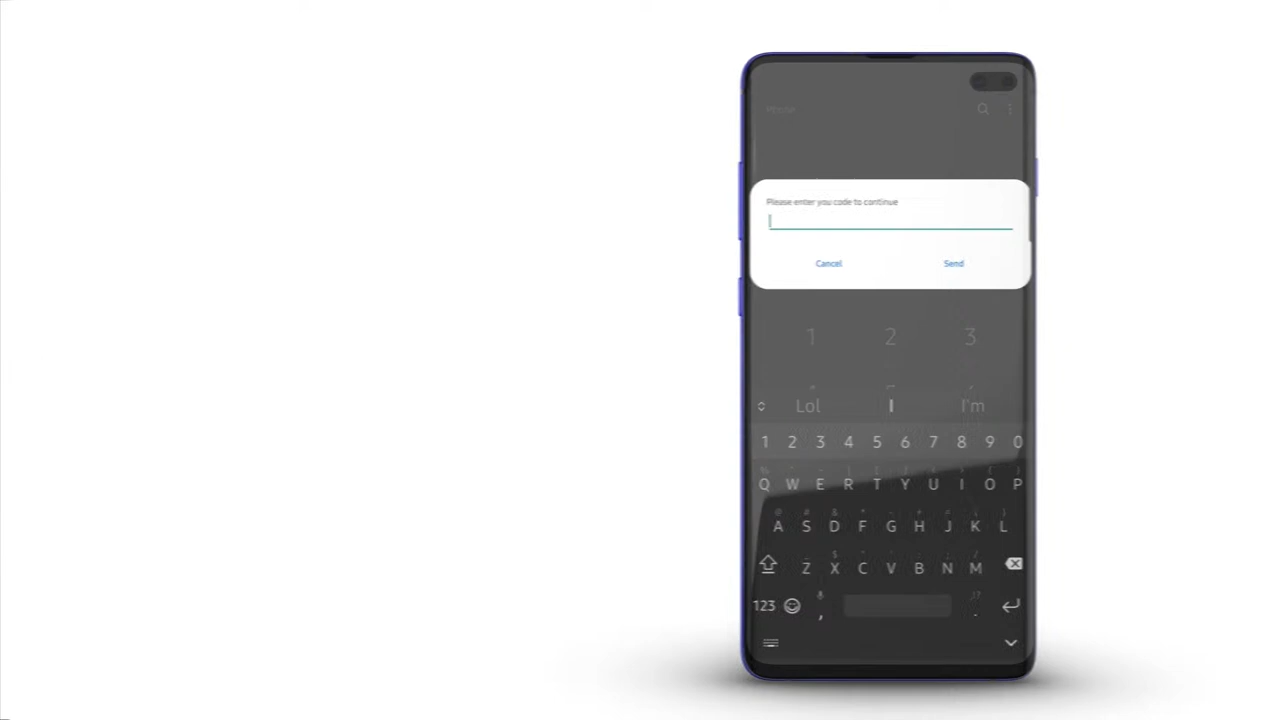 Phone
Please enter you code to continue
Cancel Send
1 2 3
Lol I I'm
1 2 3 4 5 6 7 8 9 0
Q W E R T Y U I O P
A S D F G H J K L
Z X C V B N M
123 , .